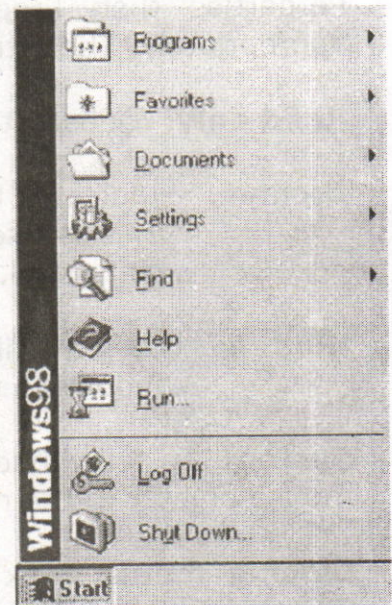 Programs
Favorites
Documents
Settings
Find
Help
Run...
Log Off
Shut Down...
Windows98
Start